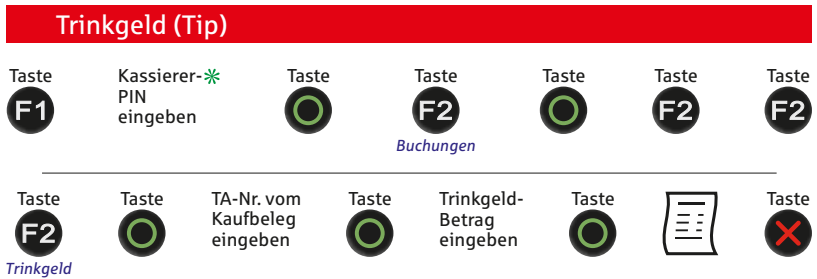 Trinkgeld (Tip)
Taste Kassierer-✳ Taste Taste Taste Taste Taste
F1 PIN F2 F2 F2
eingeben
Buchungen
Taste Taste TA-Nr. vom Taste Trinkgeld- Taste Taste
F2 Kaufbeleg Betrag
eingeben eingeben
Trinkgeld